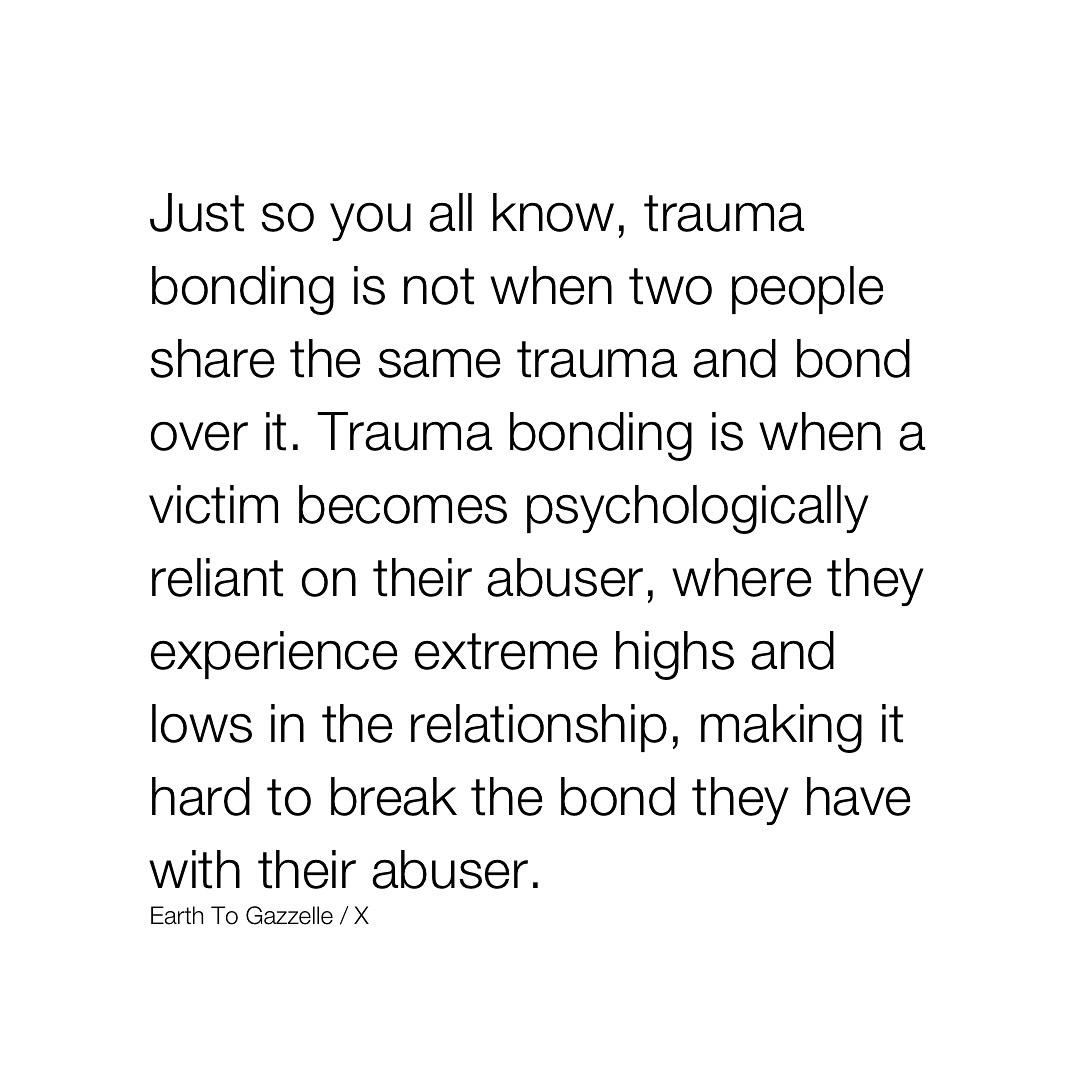 Just so you all know, trauma
bonding is not when two people
share the same trauma and bond
over it. Trauma bonding is when a
victim becomes psychologically
reliant on their abuser, where they
experience extreme highs and
lows in the relationship, making it
hard to break the bond they have
with their abuser.
Earth To Gazzelle / X